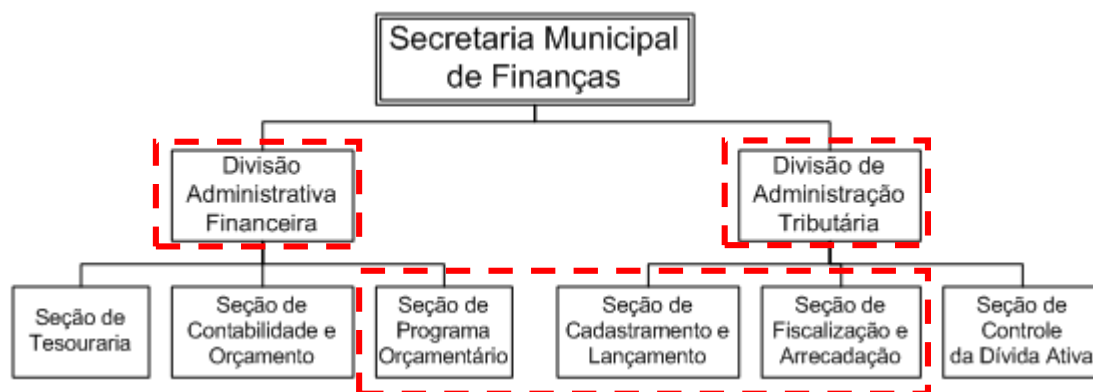 Secretaria Municipal
de Finanças
Divisão
Administrativa
Financeira
Divisão de
Administração
Tributária
Seção de
Tesouraria
Seção de
Contabilidade e
Orçamento
Seção de
Programa
Orçamentário
Seção de
Cadastramento e
Lançamento
Seção de
Fiscalização e
Arrecadação
Seção de
Controle
da Dívida Ativa